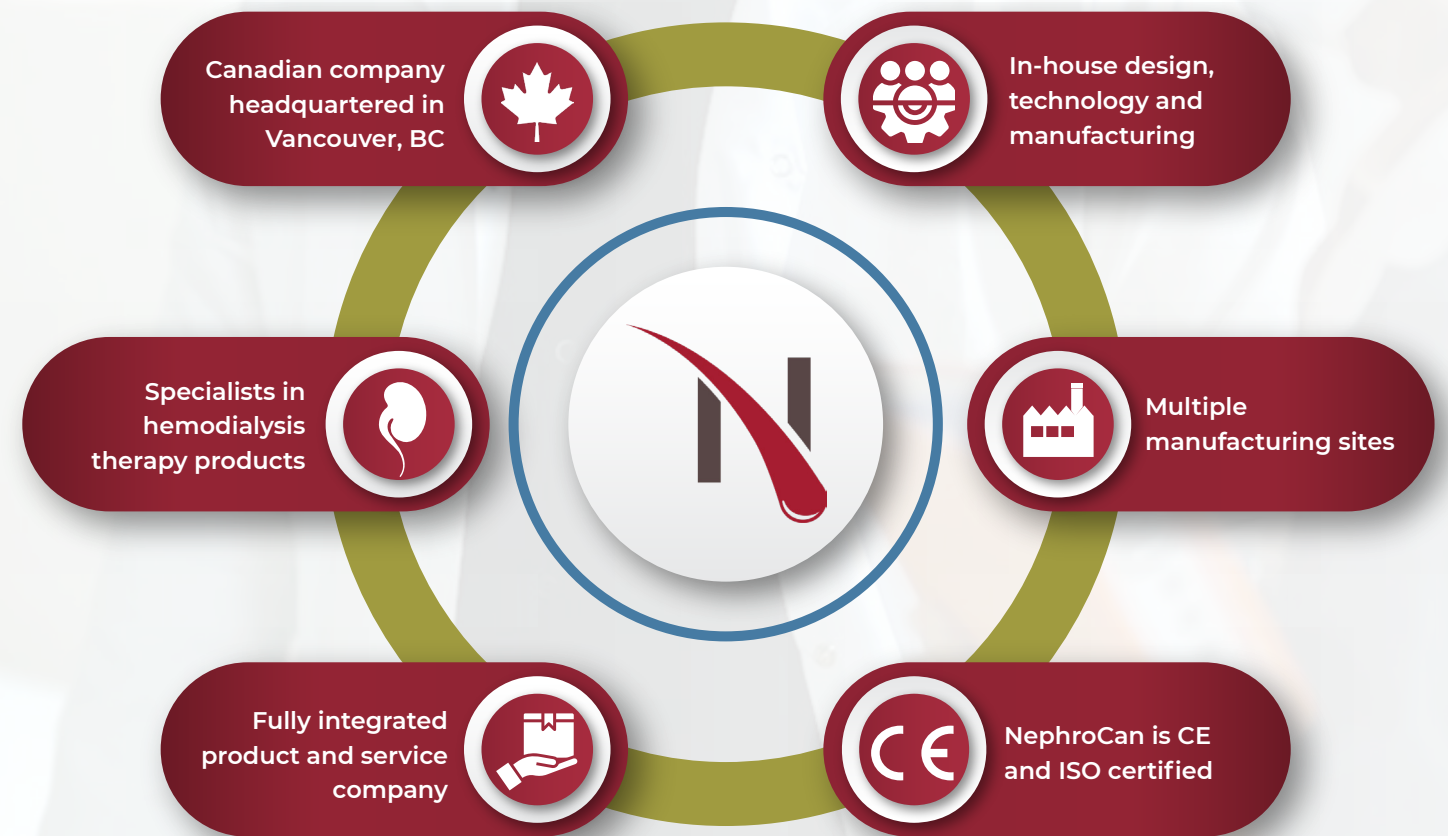 Canadian company
headquartered in
Vancouver, BC
In-house design,
technology and
manufacturing
Specialists in
hemodialysis
therapy products
N
Multiple
manufacturing sites
Fully integrated
product and service
company
CE
NephroCan is CE
and ISO certified